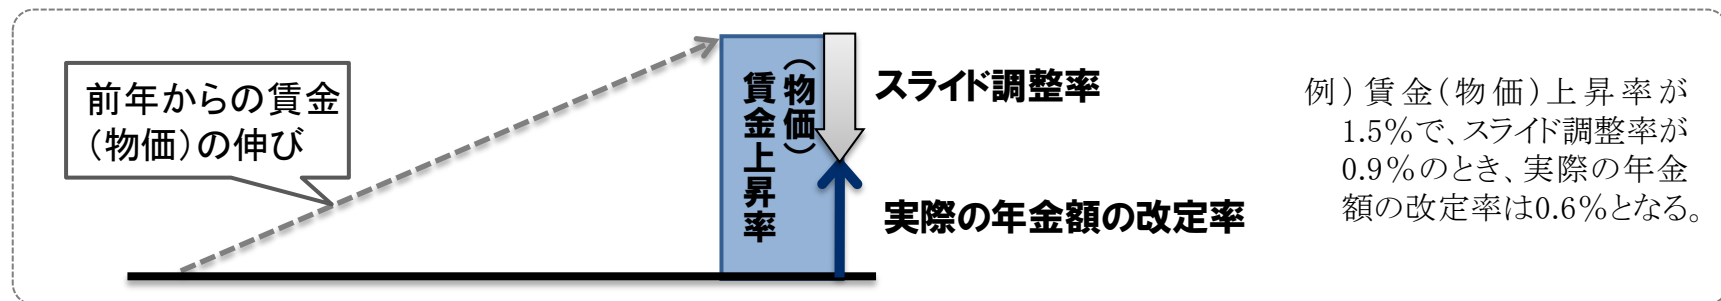 前年からの賃金
(物価)の伸び
(物価)
賃金上昇率
スライド調整率
実際の年金額の改定率
例)賃金(物価)上昇率が
1.5%で、スライド調整率が
0.9%のとき、実際の年金
額の改定率は0.6%となる。